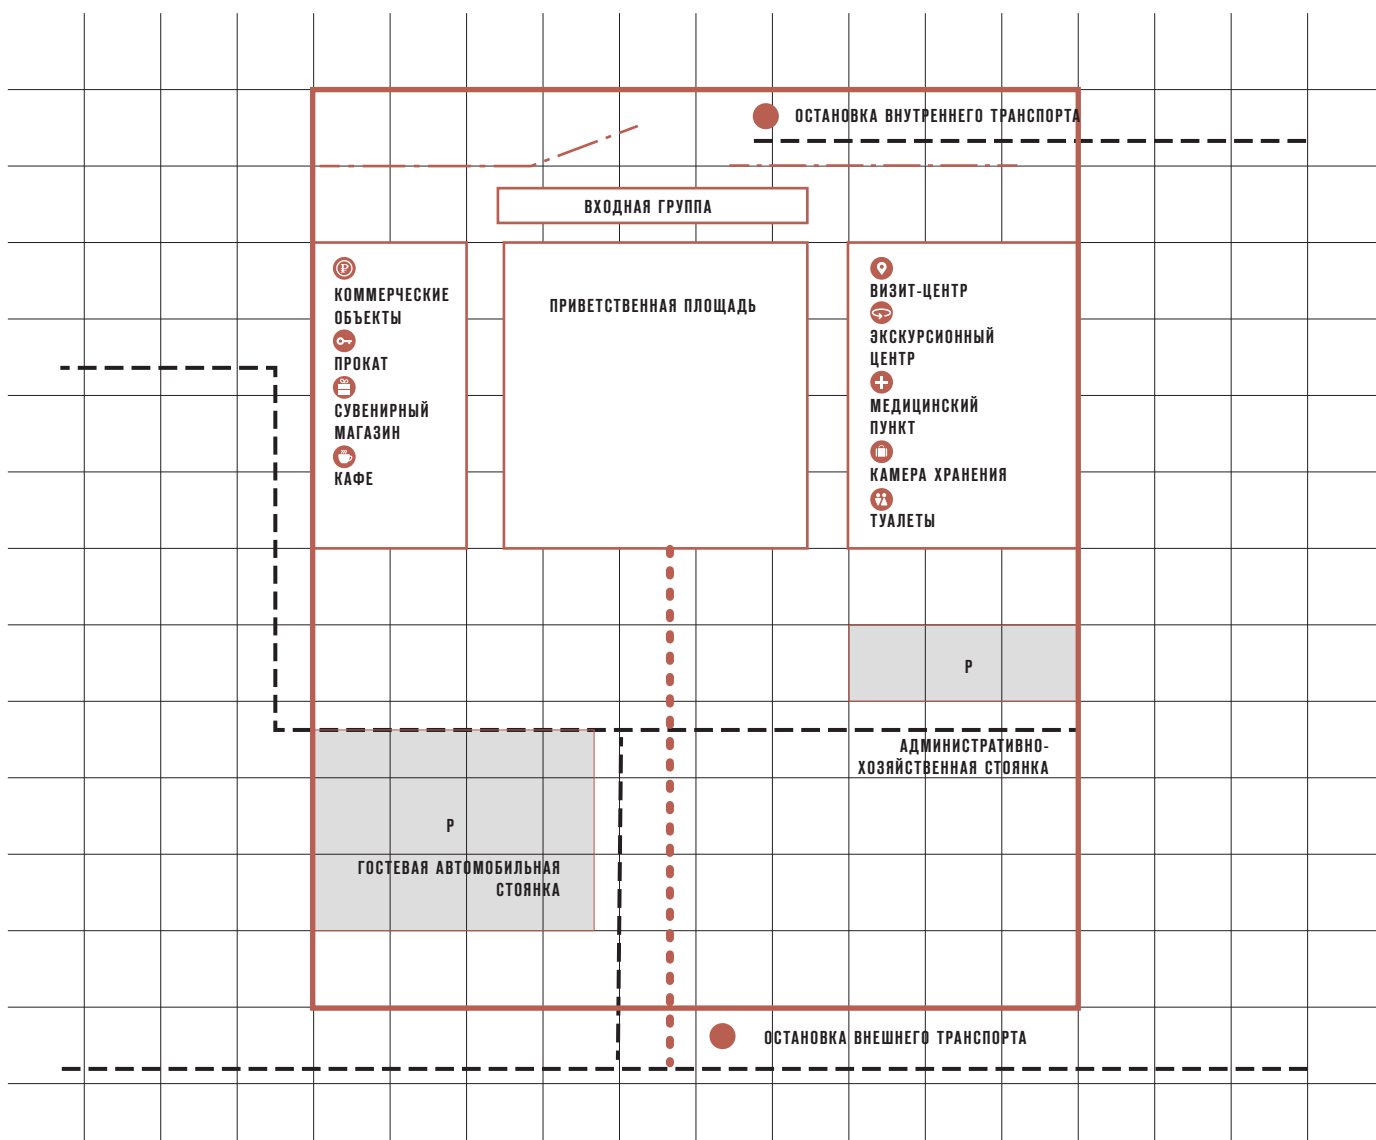 ОСТАНОВКА ВНУТРЕННЕГО ТРАНСПОРТА
ВХОДНАЯ ГРУППА
КОММЕРЧЕСКИЕ
ОБЪЕКТЫ
ПРОКАТ
СУВЕНИРНЫЙ
МАГАЗИН
КАФЕ
ПРИВЕТСТВЕННАЯ ПЛОЩАДЬ
ВИЗИТ-ЦЕНТР
ЭКСКУРСИОННЫЙ
ЦЕНТР
МЕДИЦИНСКИЙ
ПУНКТ
КАМЕРА ХРАНЕНИЯ
ТУАЛЕТЫ
Р
АДМИНИСТРАТИВНО-
ХОЗЯЙСТВЕННАЯ СТОЯНКА
Р
ГОСТЕВАЯ АВТОМОБИЛЬНАЯ
СТОЯНКА
ОСТАНОВКА ВНЕШНЕГО ТРАНСПОРТА